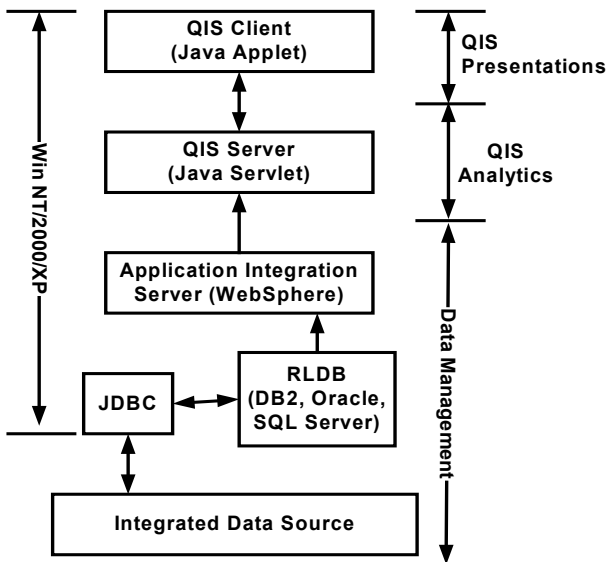 QIS Client
(Java Applet)
QIS
Presentations
QIS Server
(Java Servlet)
QIS
Analytics
Win NT/2000/XP
Application Integration
Server (WebSphere)
Data Management
JDBC
RLDB
(DB2, Oracle,
SQL Server)
Integrated Data Source